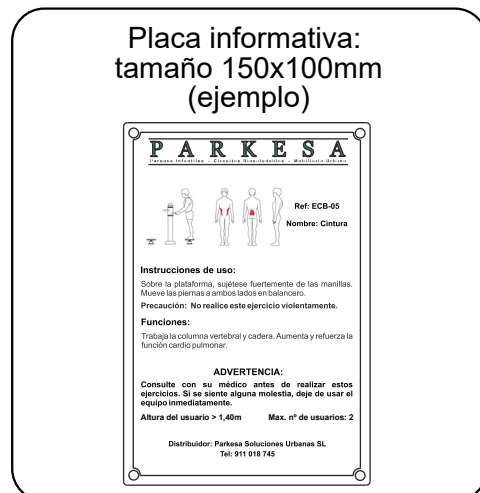 Placa informativa:
tamaño 150x100mm
(ejemplo)
PARKESA
Parques Infantiles - Circuitos Bios-ludables - Mobiliario Urbano
Ref: ECB-05
Nombre: Cintura
Instrucciones de uso:
Sobre la plataforma, sujétese fuertemente de las manillas.
Mueve las piernas a ambos lados en balancero.
Precaución: No realice este ejercicio violentamente.
Funciones:
Trabaja la columna vertebral y cadera. Aumenta y refuerza la
función cardio pulmonar.
ADVERTENCIA:
Consulte con su médico antes de realizar estos
ejercicios. Si se siente alguna molestia, deje de usar el
equipo inmediatamente.
Altura del usuario > 1,40m Max. nº de usuarios: 2
Distribuidor: Parkesa Soluciones Urbanas SL
Tel: 911 018 745